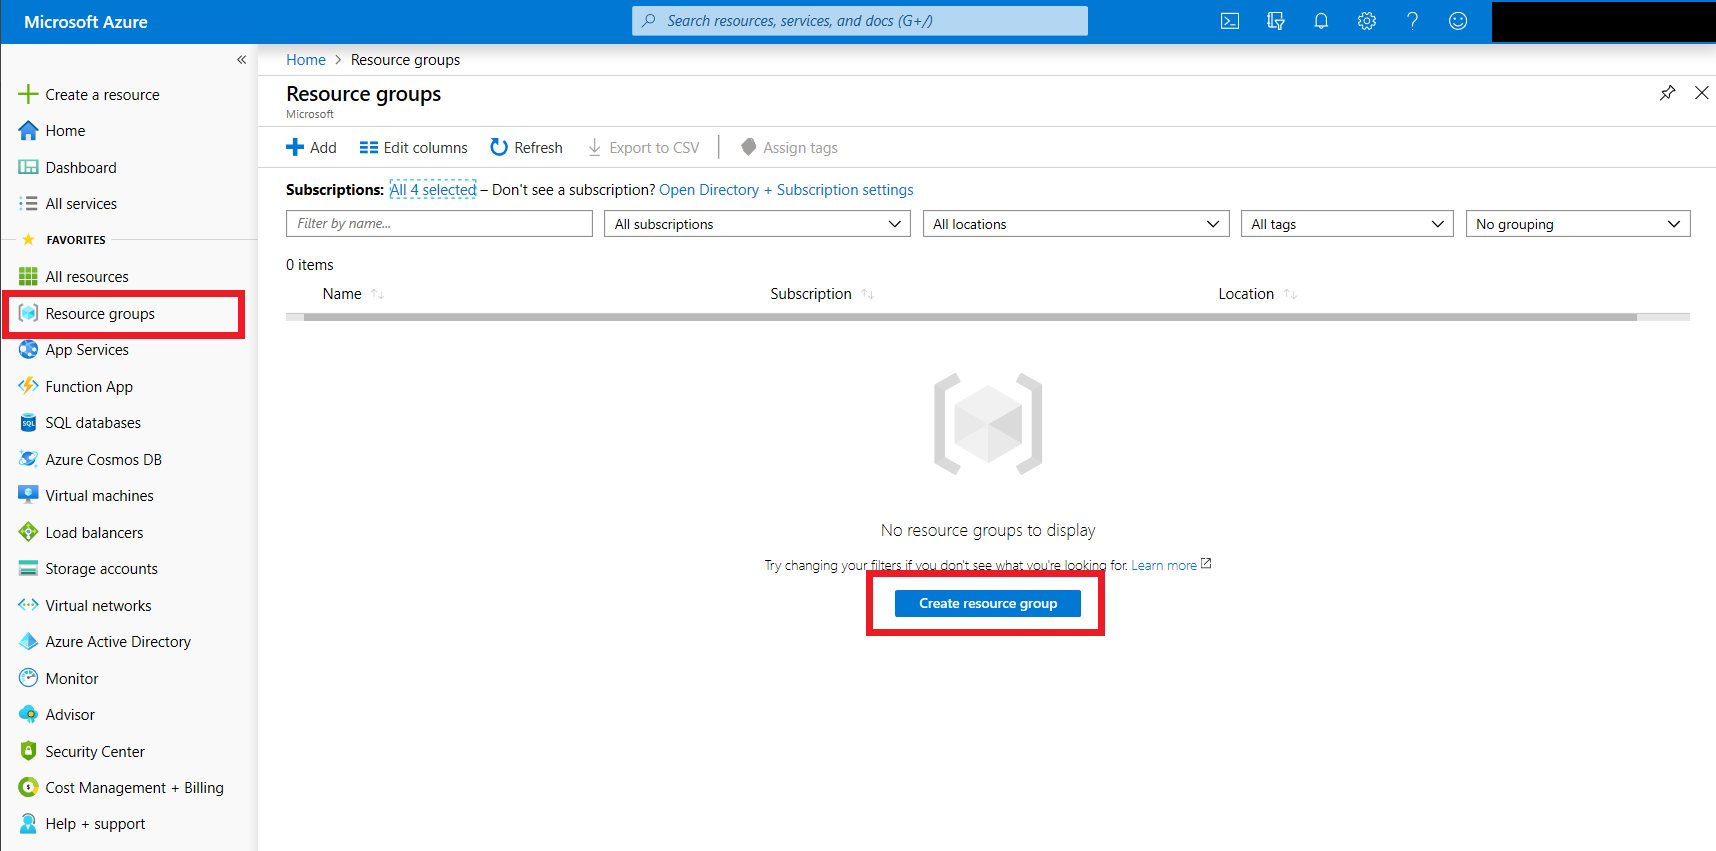 Microsoft Azure
Search resources, services, and docs (G+/)
Create a resource
Home
Dashboard
All services
FAVORITES
All resources
Resource groups
App Services
Function App
SQL databases
Azure Cosmos DB
Virtual machines
Load balancers
Storage accounts
Virtual networks
Azure Active Directory
Monitor
Advisor
Security Center
Cost Management + Billing
Help + support
Home > Resource groups
Resource groups
Microsoft
Add Edit columns Refresh Export to CSV Assign tags
Subscriptions: All 4 selected – Don't see a subscription? Open Directory + Subscription settings
Filter by name... All subscriptions All locations All tags No grouping
0 items
Name Subscription Location
No resource groups to display
Try changing your filters if you don't see what you're looking for. Learn more
Create resource group